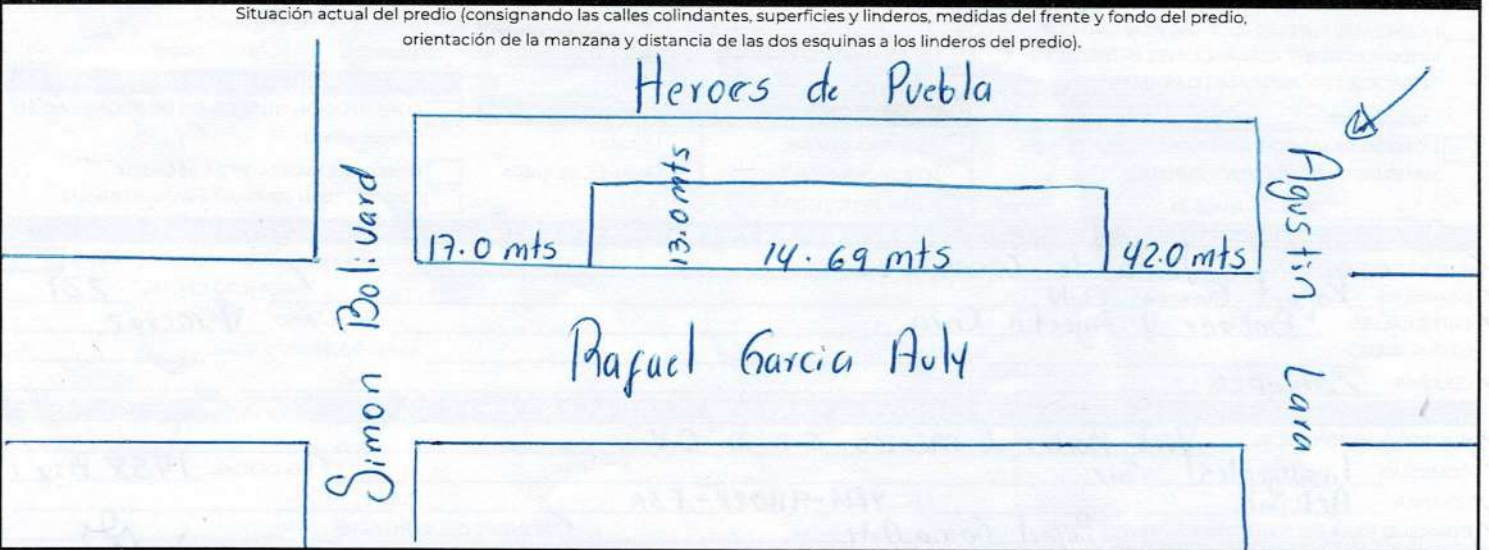 Situación actual del predio (consignando las calles colindantes, superficies y linderos, medidas del frente y fondo del predio,
orientación de la manzana y distancia de las dos esquinas a los linderos del predio).
Heroes de Puebla
Simon Bolivard
17.0 mts
13.0 mts
14.69 mts
42.0 mts
Agustin Lara
Rafael Garcia Auly